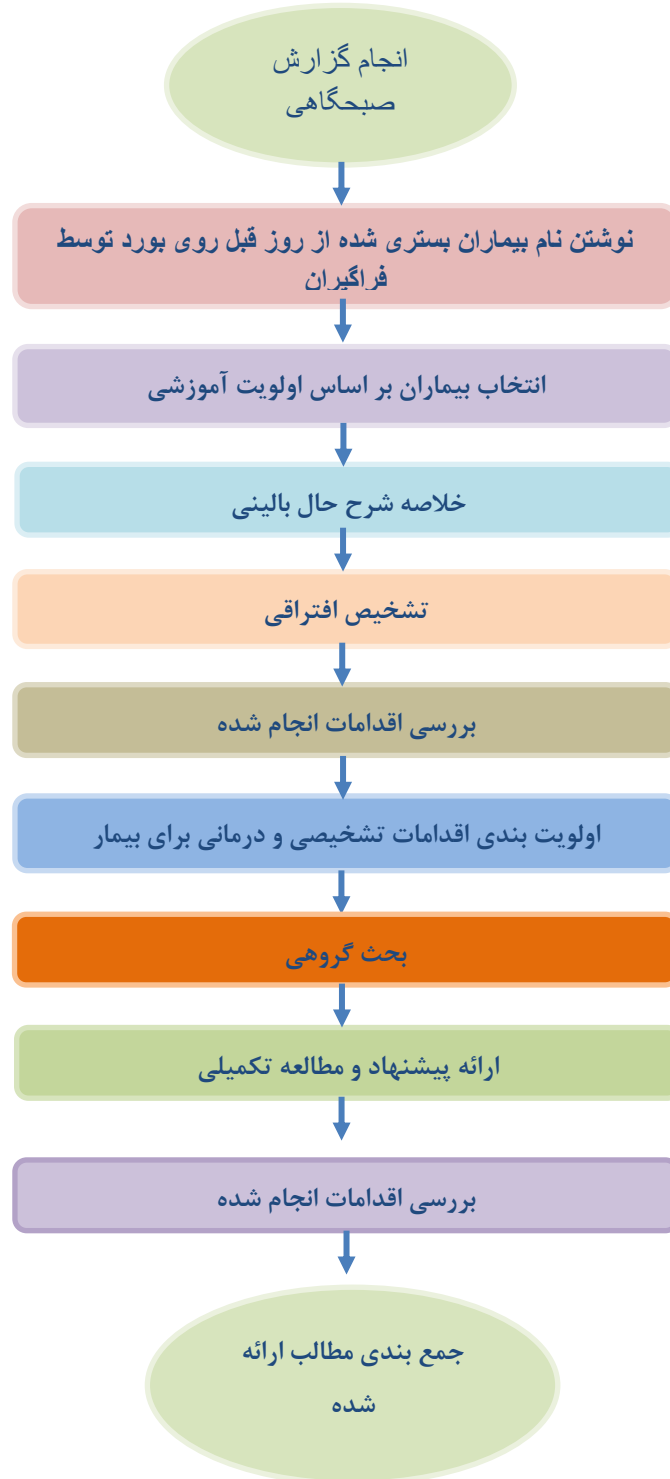 انجام گزارش
صبحگاهی
نوشتن نام بیماران بستری شده از روز قبل روی بورد توسط
فراگیران
انتخاب بیماران بر اساس اولویت آموزشی
خلاصه شرح حال بالینی
تشخیص افتراقی
بررسی اقدامات انجام شده
اولویت بندی اقدامات تشخیصی و درمانی برای بیمار
بحث گروهی
ارائه پیشنهاد و مطالعه تکمیلی
بررسی اقدامات انجام شده
جمع بندی مطالب ارائه
شده